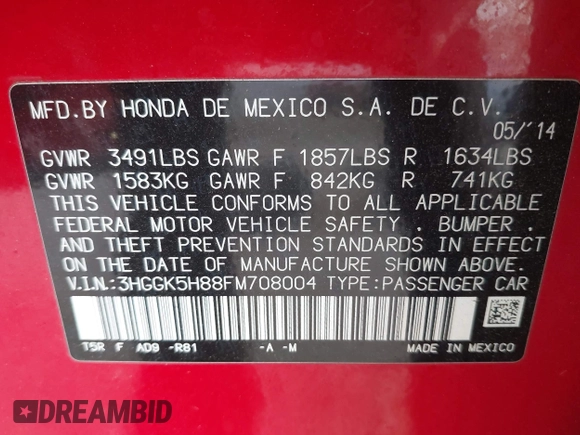 MFD.BY HONDA DE MEXICO S.A. DE C.V.
05/'14
GVWR 3491LBS GAWR F 1857LBS R 1634LBS
GVWR 1583KG GAWR F 842KG R 741KG
THIS VEHICLE CONFORMS TO ALL APPLICABLE
FEDERAL MOTOR VEHICLE SAFETY . BUMPER .
AND THEFT PREVENTION STANDARDS IN EFFECT
ON THE DATE OF MANUFACTURE SHOWN ABOVE.
V.I.N.:3HGGK5H88FM708004 TYPE:PASSENGER CAR
T5R F AD9 -R81 -A -M MADE IN MEXICO
DREAMBID